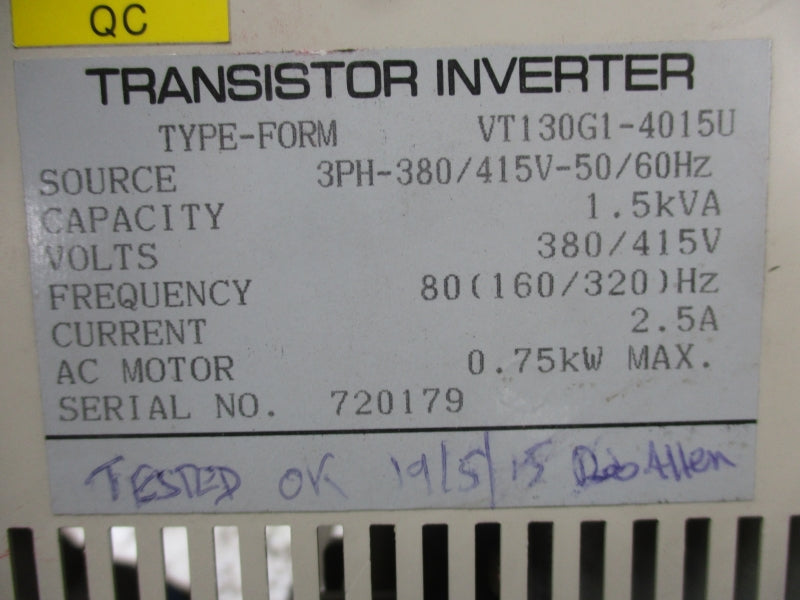 QC
TRANSISTOR INVERTER
TYPE-FORM VT130G1-4015U
SOURCE 3PH-380/415V-50/60Hz
CAPACITY 1.5kVA
VOLTS 380/415V
FREQUENCY 80(160/320)Hz
CURRENT 2.5A
AC MOTOR 0.75kW MAX.
SERIAL NO. 720179
TESTED OK 19/5/15 Rob Allen